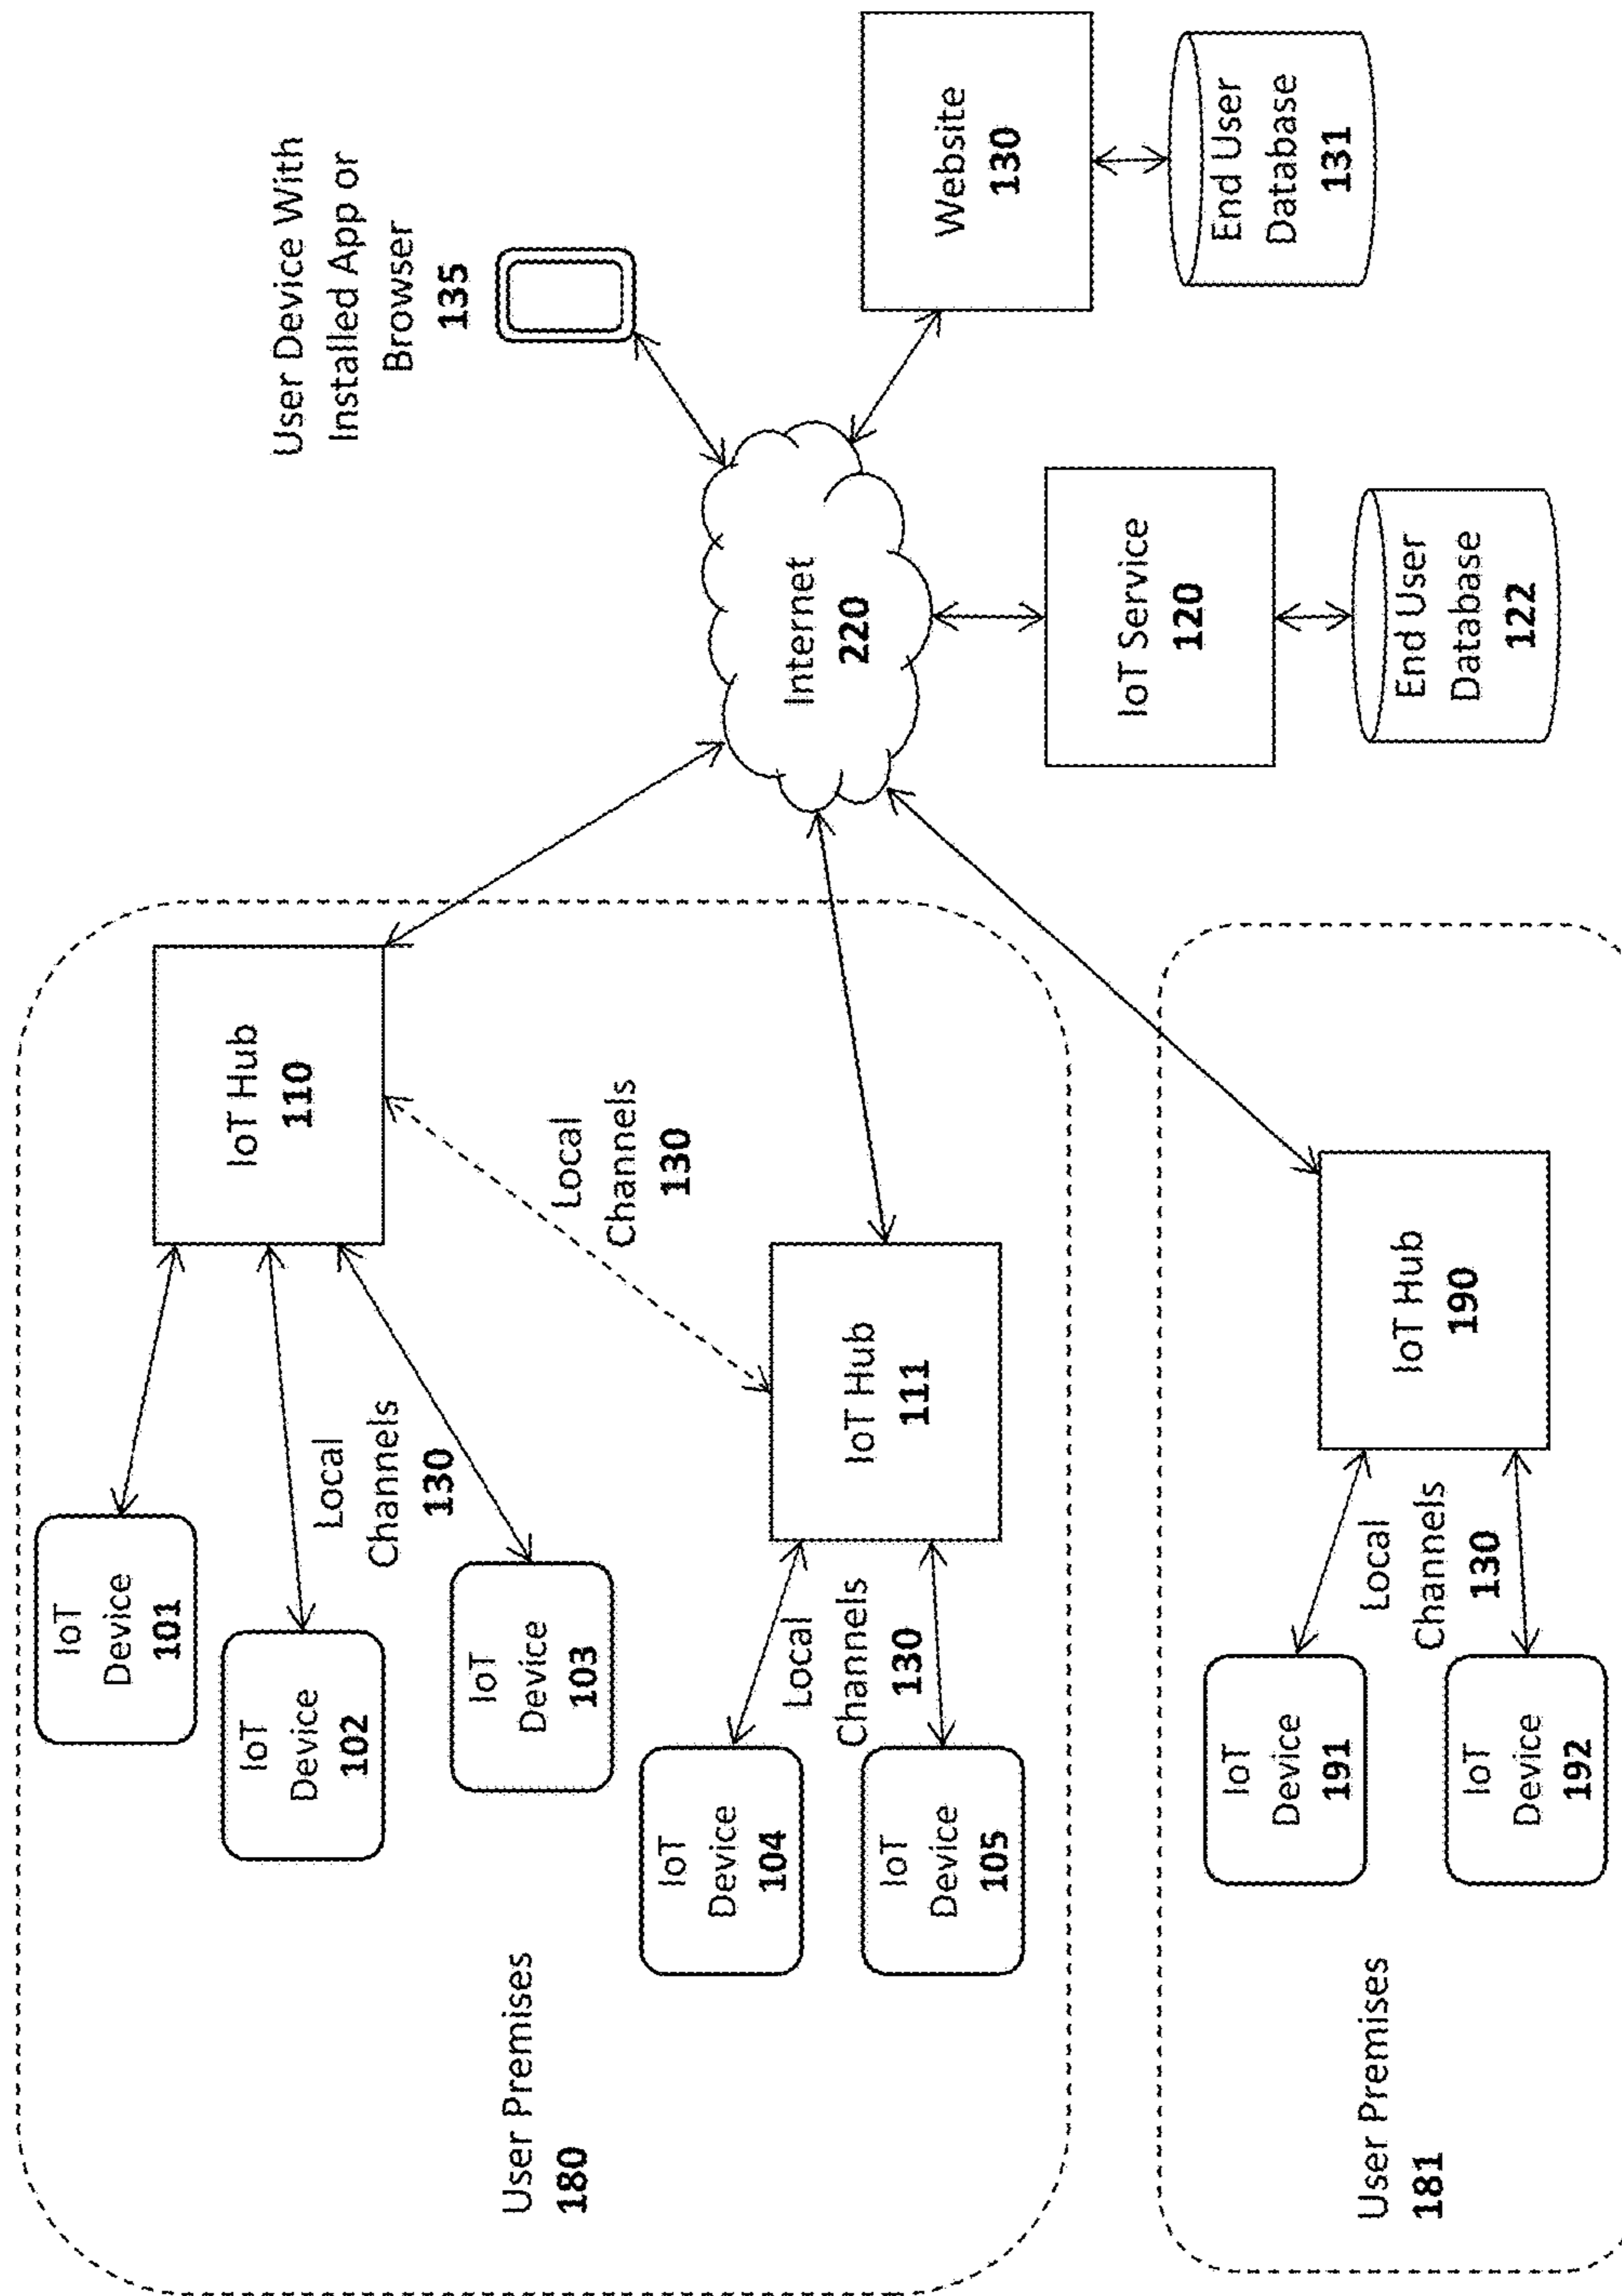 User Premises
180
IoT
Device
101
IoT
Device
102
IoT
Device
103
Local
Channels
130
IoT Hub
110
Local
Channels
130
IoT
Device
104
IoT
Device
105
Local
Channels
130
IoT Hub
111
User Premises
181
IoT
Device
191
IoT
Device
192
Local
Channels
130
IoT Hub
190
Internet
220
User Device With
Installed App or
Browser
135
Website
130
End User
Database
131
IoT Service
120
End User
Database
122